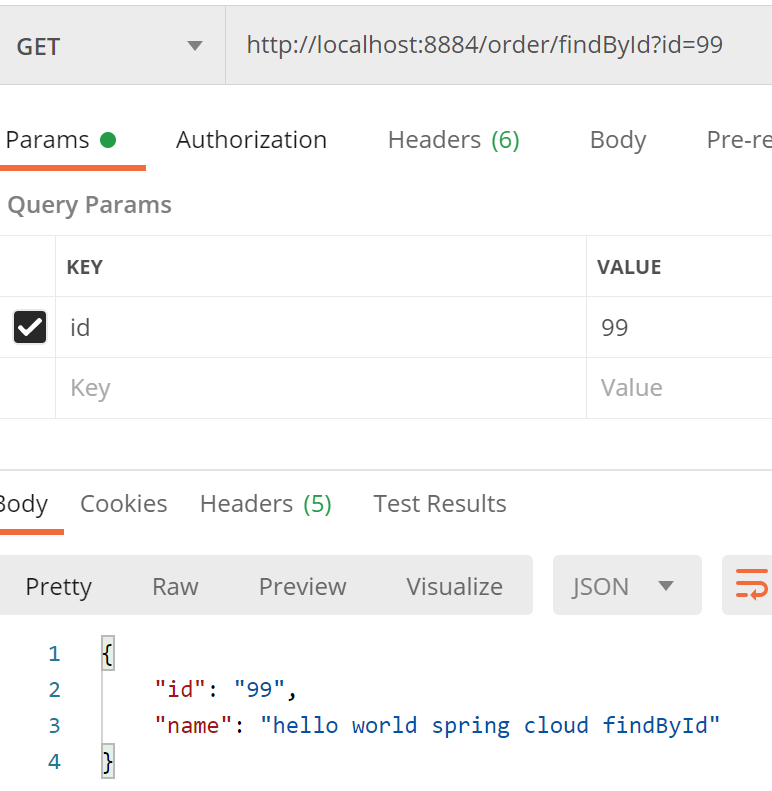 GET http://localhost:8884/order/findById?id=99
Params Authorization Headers (6) Body Pre-re
Query Params
KEY VALUE
id 99
Key Value
Body Cookies Headers (5) Test Results
Pretty Raw Preview Visualize JSON
1 {
2 "id": "99",
3 "name": "hello world spring cloud findById"
4 }